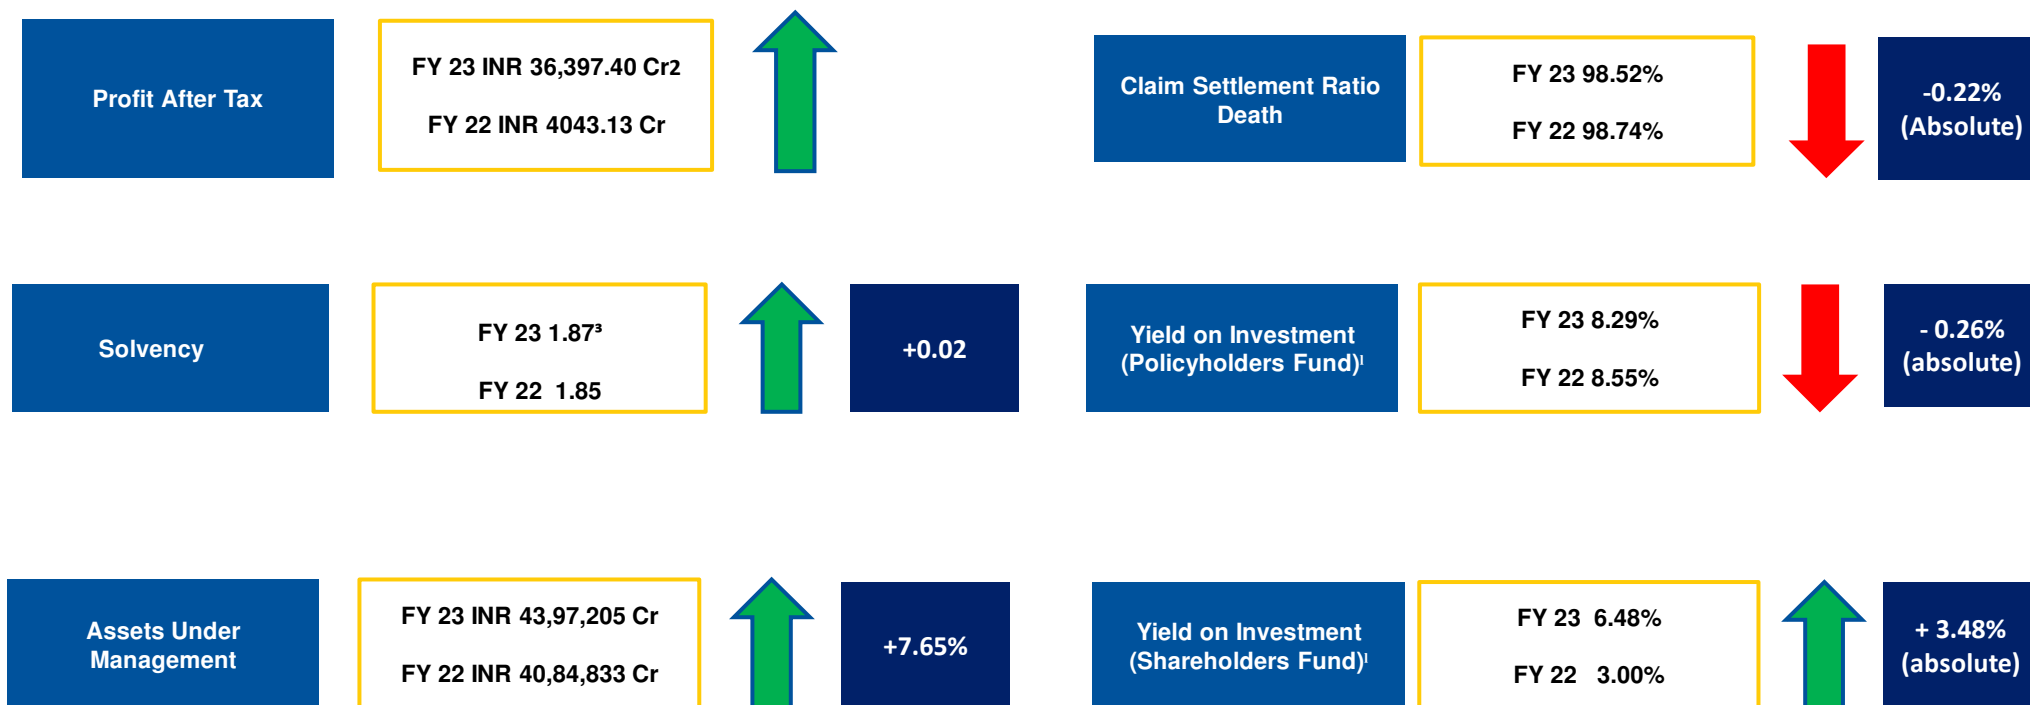 Profit After Tax
FY 23 INR 36,397.40 Cr2
FY 22 INR 4043.13 Cr
Claim Settlement Ratio
Death
FY 23 98.52%
FY 22 98.74%
-0.22%
(Absolute)
Solvency
FY 23 1.87³
FY 22 1.85
+0.02
Yield on Investment
(Policyholders Fund)¹
FY 23 8.29%
FY 22 8.55%
- 0.26%
(absolute)
Assets Under
Management
FY 23 INR 43,97,205 Cr
FY 22 INR 40,84,833 Cr
+7.65%
Yield on Investment
(Shareholders Fund)¹
FY 23 6.48%
FY 22 3.00%
+ 3.48%
(absolute)